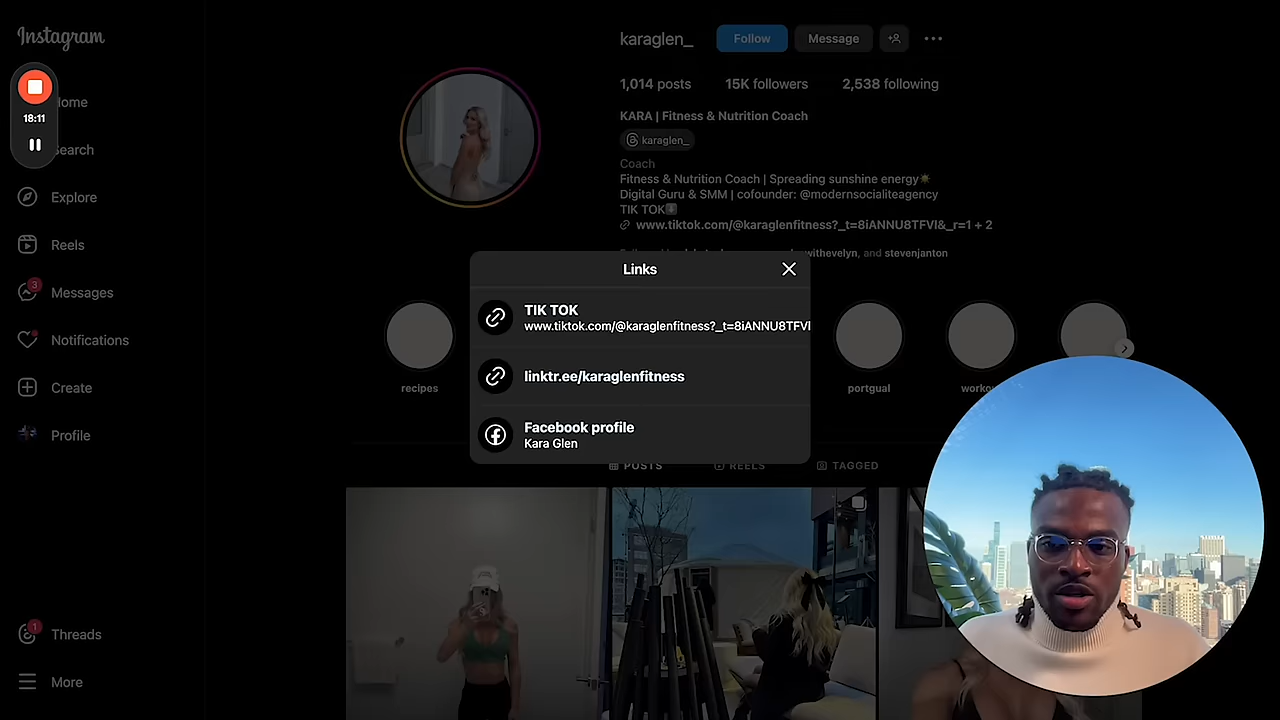 Instagram
karaglen_
Follow
Message
1,014 posts
15K followers
2,538 following
18:11
KARA | Fitness & Nutrition Coach
karaglen_
Coach
Fitness & Nutrition Coach | Spreading sunshine energy☀️
Digital Guru & SMM | cofounder: @modernsocialiteagency
TIK TOK⬇️
www.tiktok.com/@karaglenfitness?_t=8iANNU8TFVI&_r=1 + 2
withevelyn, and stevenjanton
Home
Search
Explore
Reels
3
Messages
Notifications
Create
Profile
1
Threads
More
Links
TIK TOK
www.tiktok.com/@karaglenfitness?_t=8iANNU8TFVI
linktr.ee/karaglenfitness
Facebook profile
Kara Glen
recipes
portgual
POSTS
REELS
TAGGED